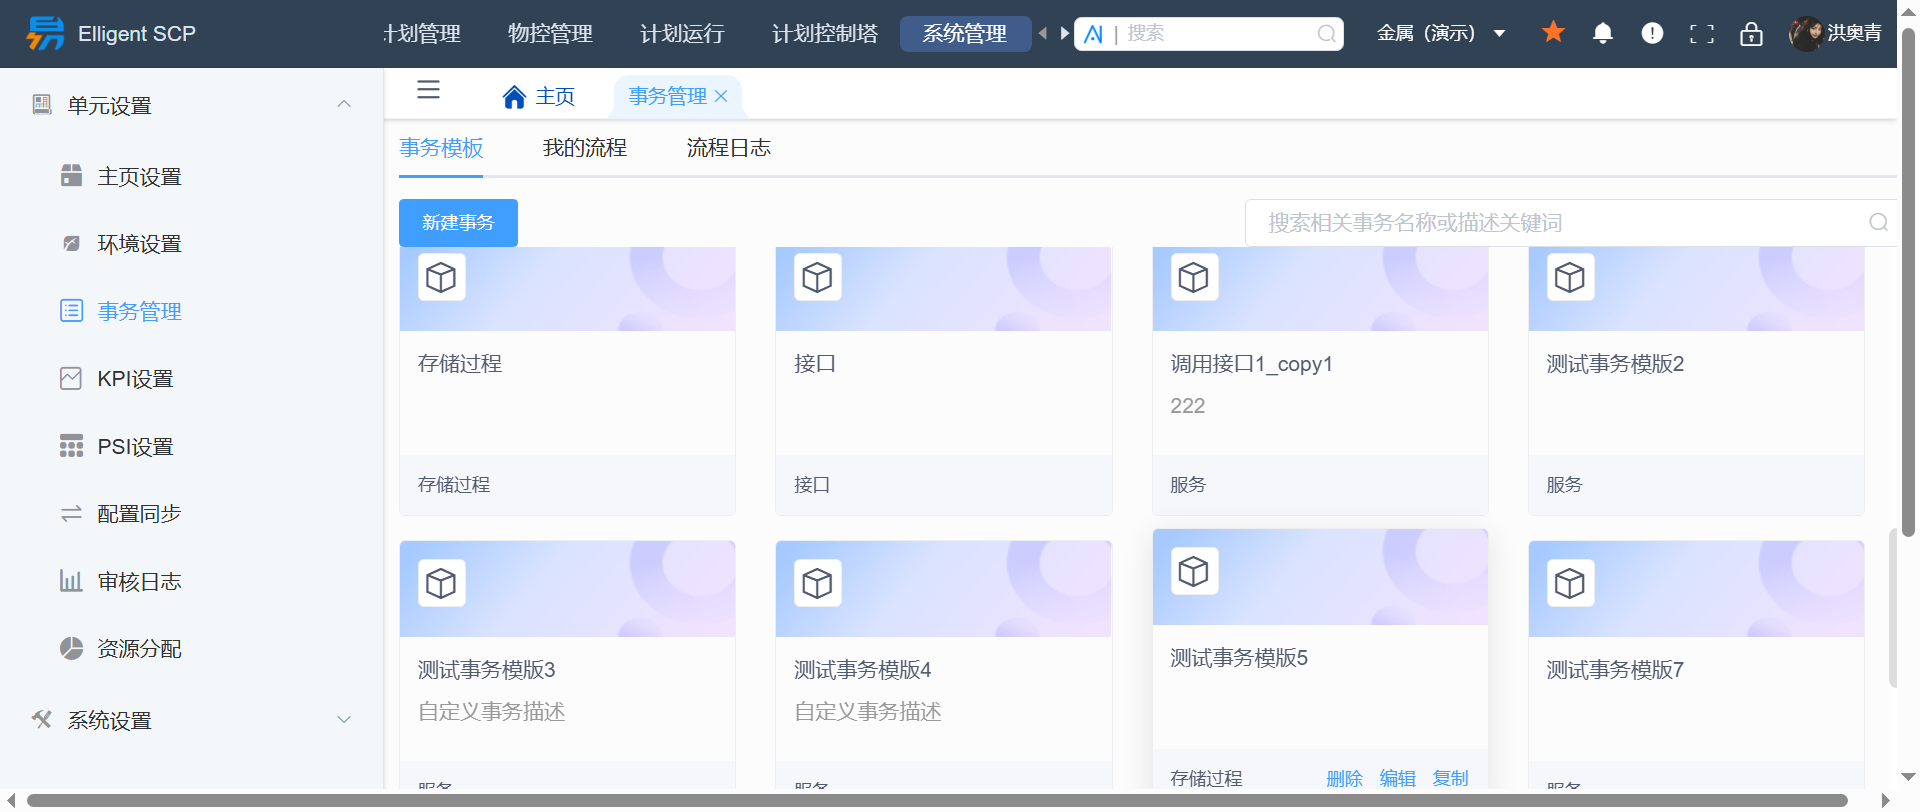 Elligent SCP
计划管理
物控管理
计划运行
计划控制塔
系统管理
AI | 搜索
金属（演示）
洪奥青
单元设置
主页设置
环境设置
事务管理
KPI设置
PSI设置
配置同步
审核日志
资源分配
系统设置
主页
事务管理
事务模板
我的流程
流程日志
新建事务
搜索相关事务名称或描述关键词
存储过程
存储过程
接口
接口
调用接口1_copy1
222
服务
测试事务模版2
服务
测试事务模版3
自定义事务描述
服务
测试事务模版4
自定义事务描述
服务
测试事务模版5
存储过程 删除 编辑 复制
测试事务模版7
服务